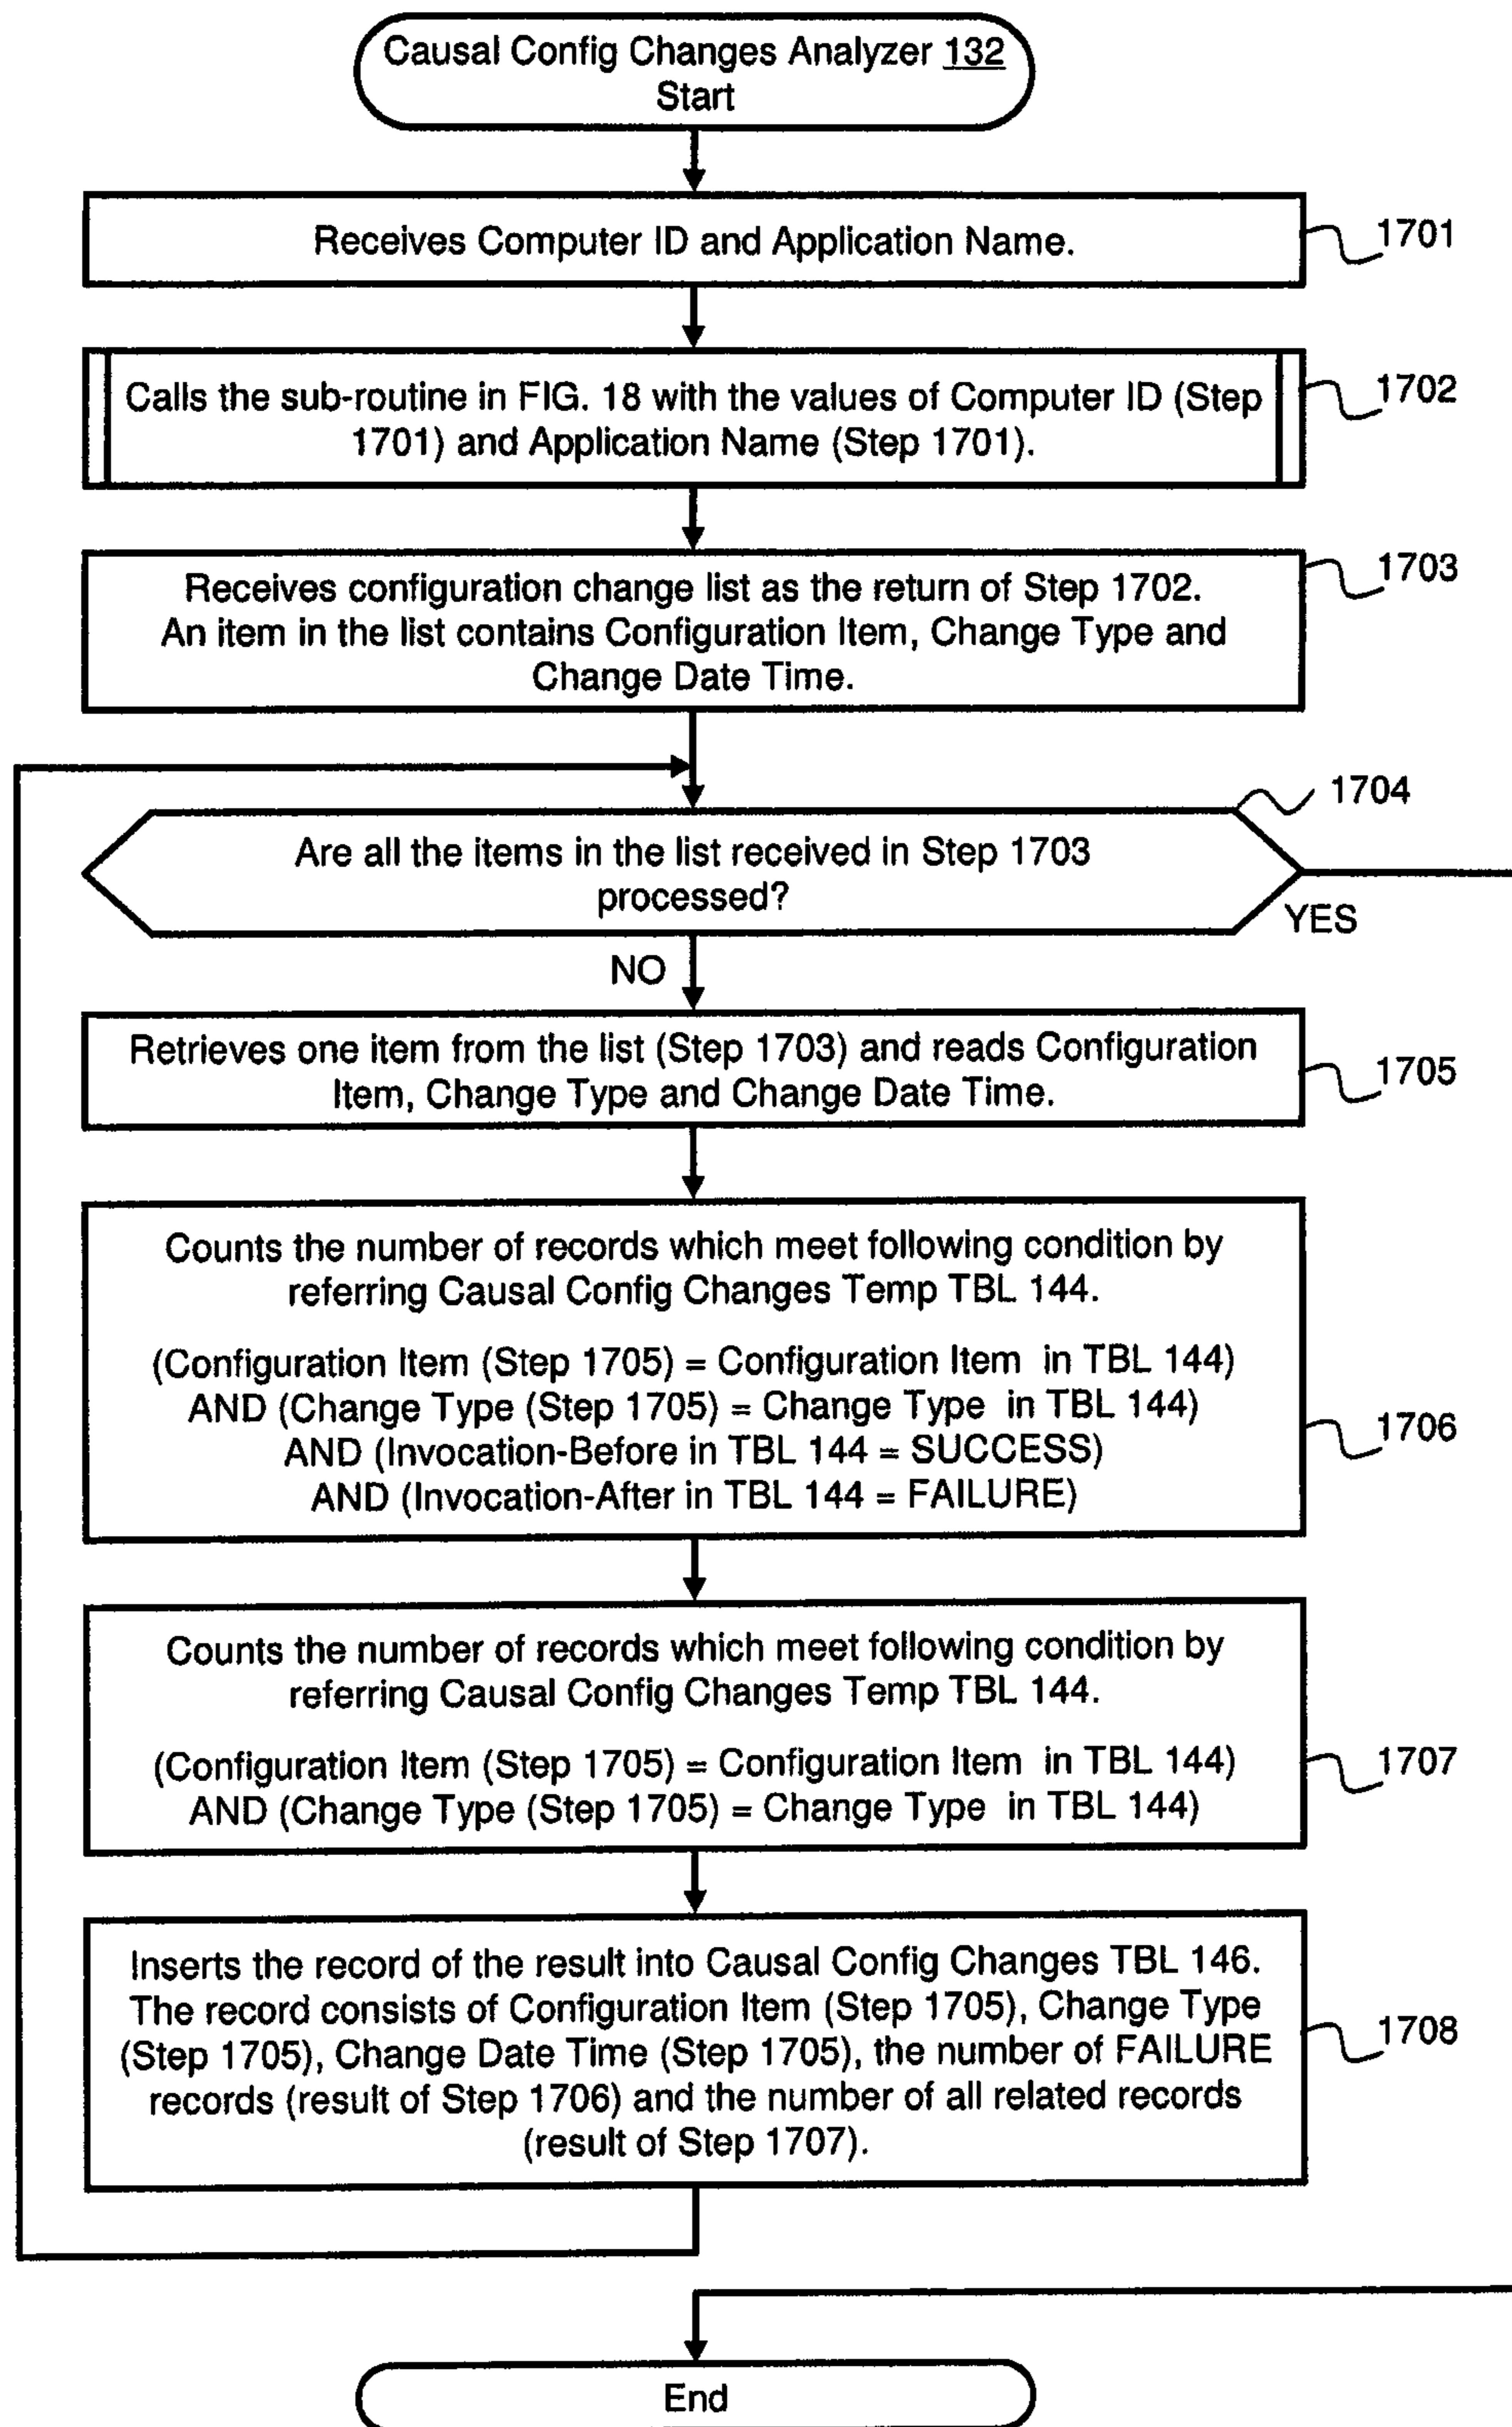 Causal Config Changes Analyzer 132
Start
Receives Computer ID and Application Name.
1701
Calls the sub-routine in FIG. 18 with the values of Computer ID (Step
1701) and Application Name (Step 1701).
1702
Receives configuration change list as the return of Step 1702.
An item in the list contains Configuration Item, Change Type and
Change Date Time.
1703
1704
Are all the items in the list received in Step 1703
processed?
YES
NO
Retrieves one item from the list (Step 1703) and reads Configuration
Item, Change Type and Change Date Time.
1705
Counts the number of records which meet following condition by
referring Causal Config Changes Temp TBL 144.
(Configuration Item (Step 1705) = Configuration Item in TBL 144)
AND (Change Type (Step 1705) = Change Type in TBL 144)
AND (Invocation-Before in TBL 144 = SUCCESS)
AND (Invocation-After in TBL 144 = FAILURE)
1706
Counts the number of records which meet following condition by
referring Causal Config Changes Temp TBL 144.
(Configuration Item (Step 1705) = Configuration Item in TBL 144)
AND (Change Type (Step 1705) = Change Type in TBL 144)
1707
Inserts the record of the result into Causal Config Changes TBL 146.
The record consists of Configuration Item (Step 1705), Change Type
(Step 1705), Change Date Time (Step 1705), the number of FAILURE
records (result of Step 1706) and the number of all related records
(result of Step 1707).
1708
End